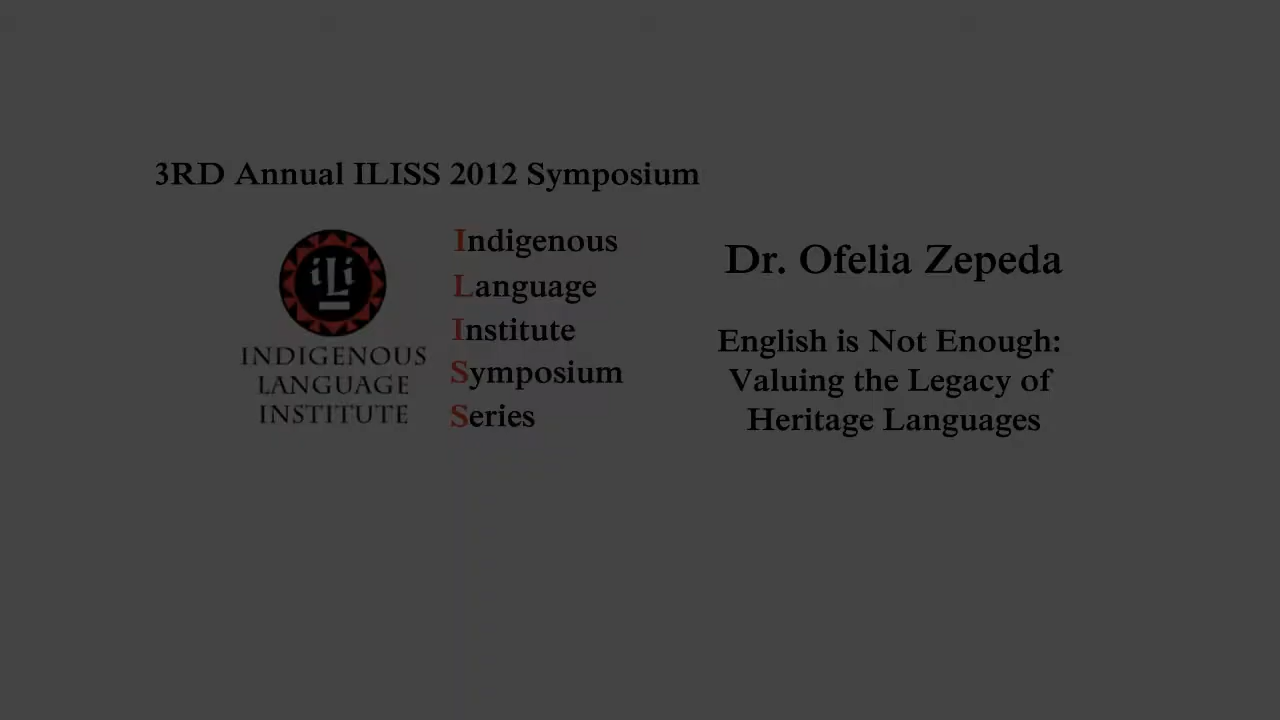 3RD Annual ILISS 2012 Symposium
iLi
INDIGENOUS
LANGUAGE
INSTITUTE
Indigenous
Language
Institute
Symposium
Series
Dr. Ofelia Zepeda
English is Not Enough:
Valuing the Legacy of
Heritage Languages